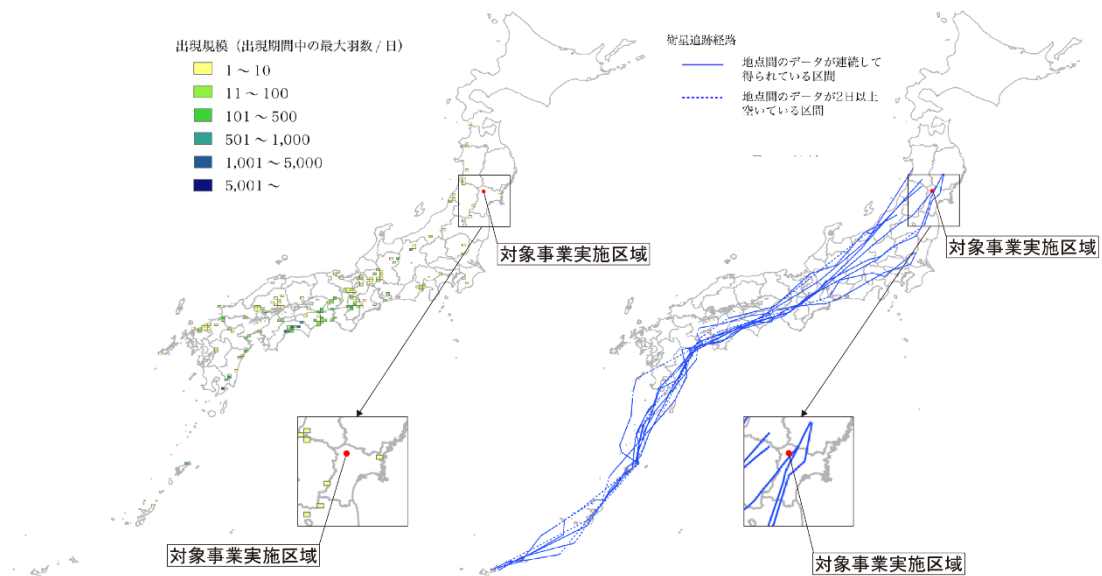 出現規模（出現期間中の最大羽数 / 日）
1～10
11～100
101～500
501～1,000
1,001～5,000
5,001～
対象事業実施区域
対象事業実施区域
衛星追跡経路
地点間のデータが連続して
得られている区間
地点間のデータが2日以上
空いている区間
対象事業実施区域
対象事業実施区域